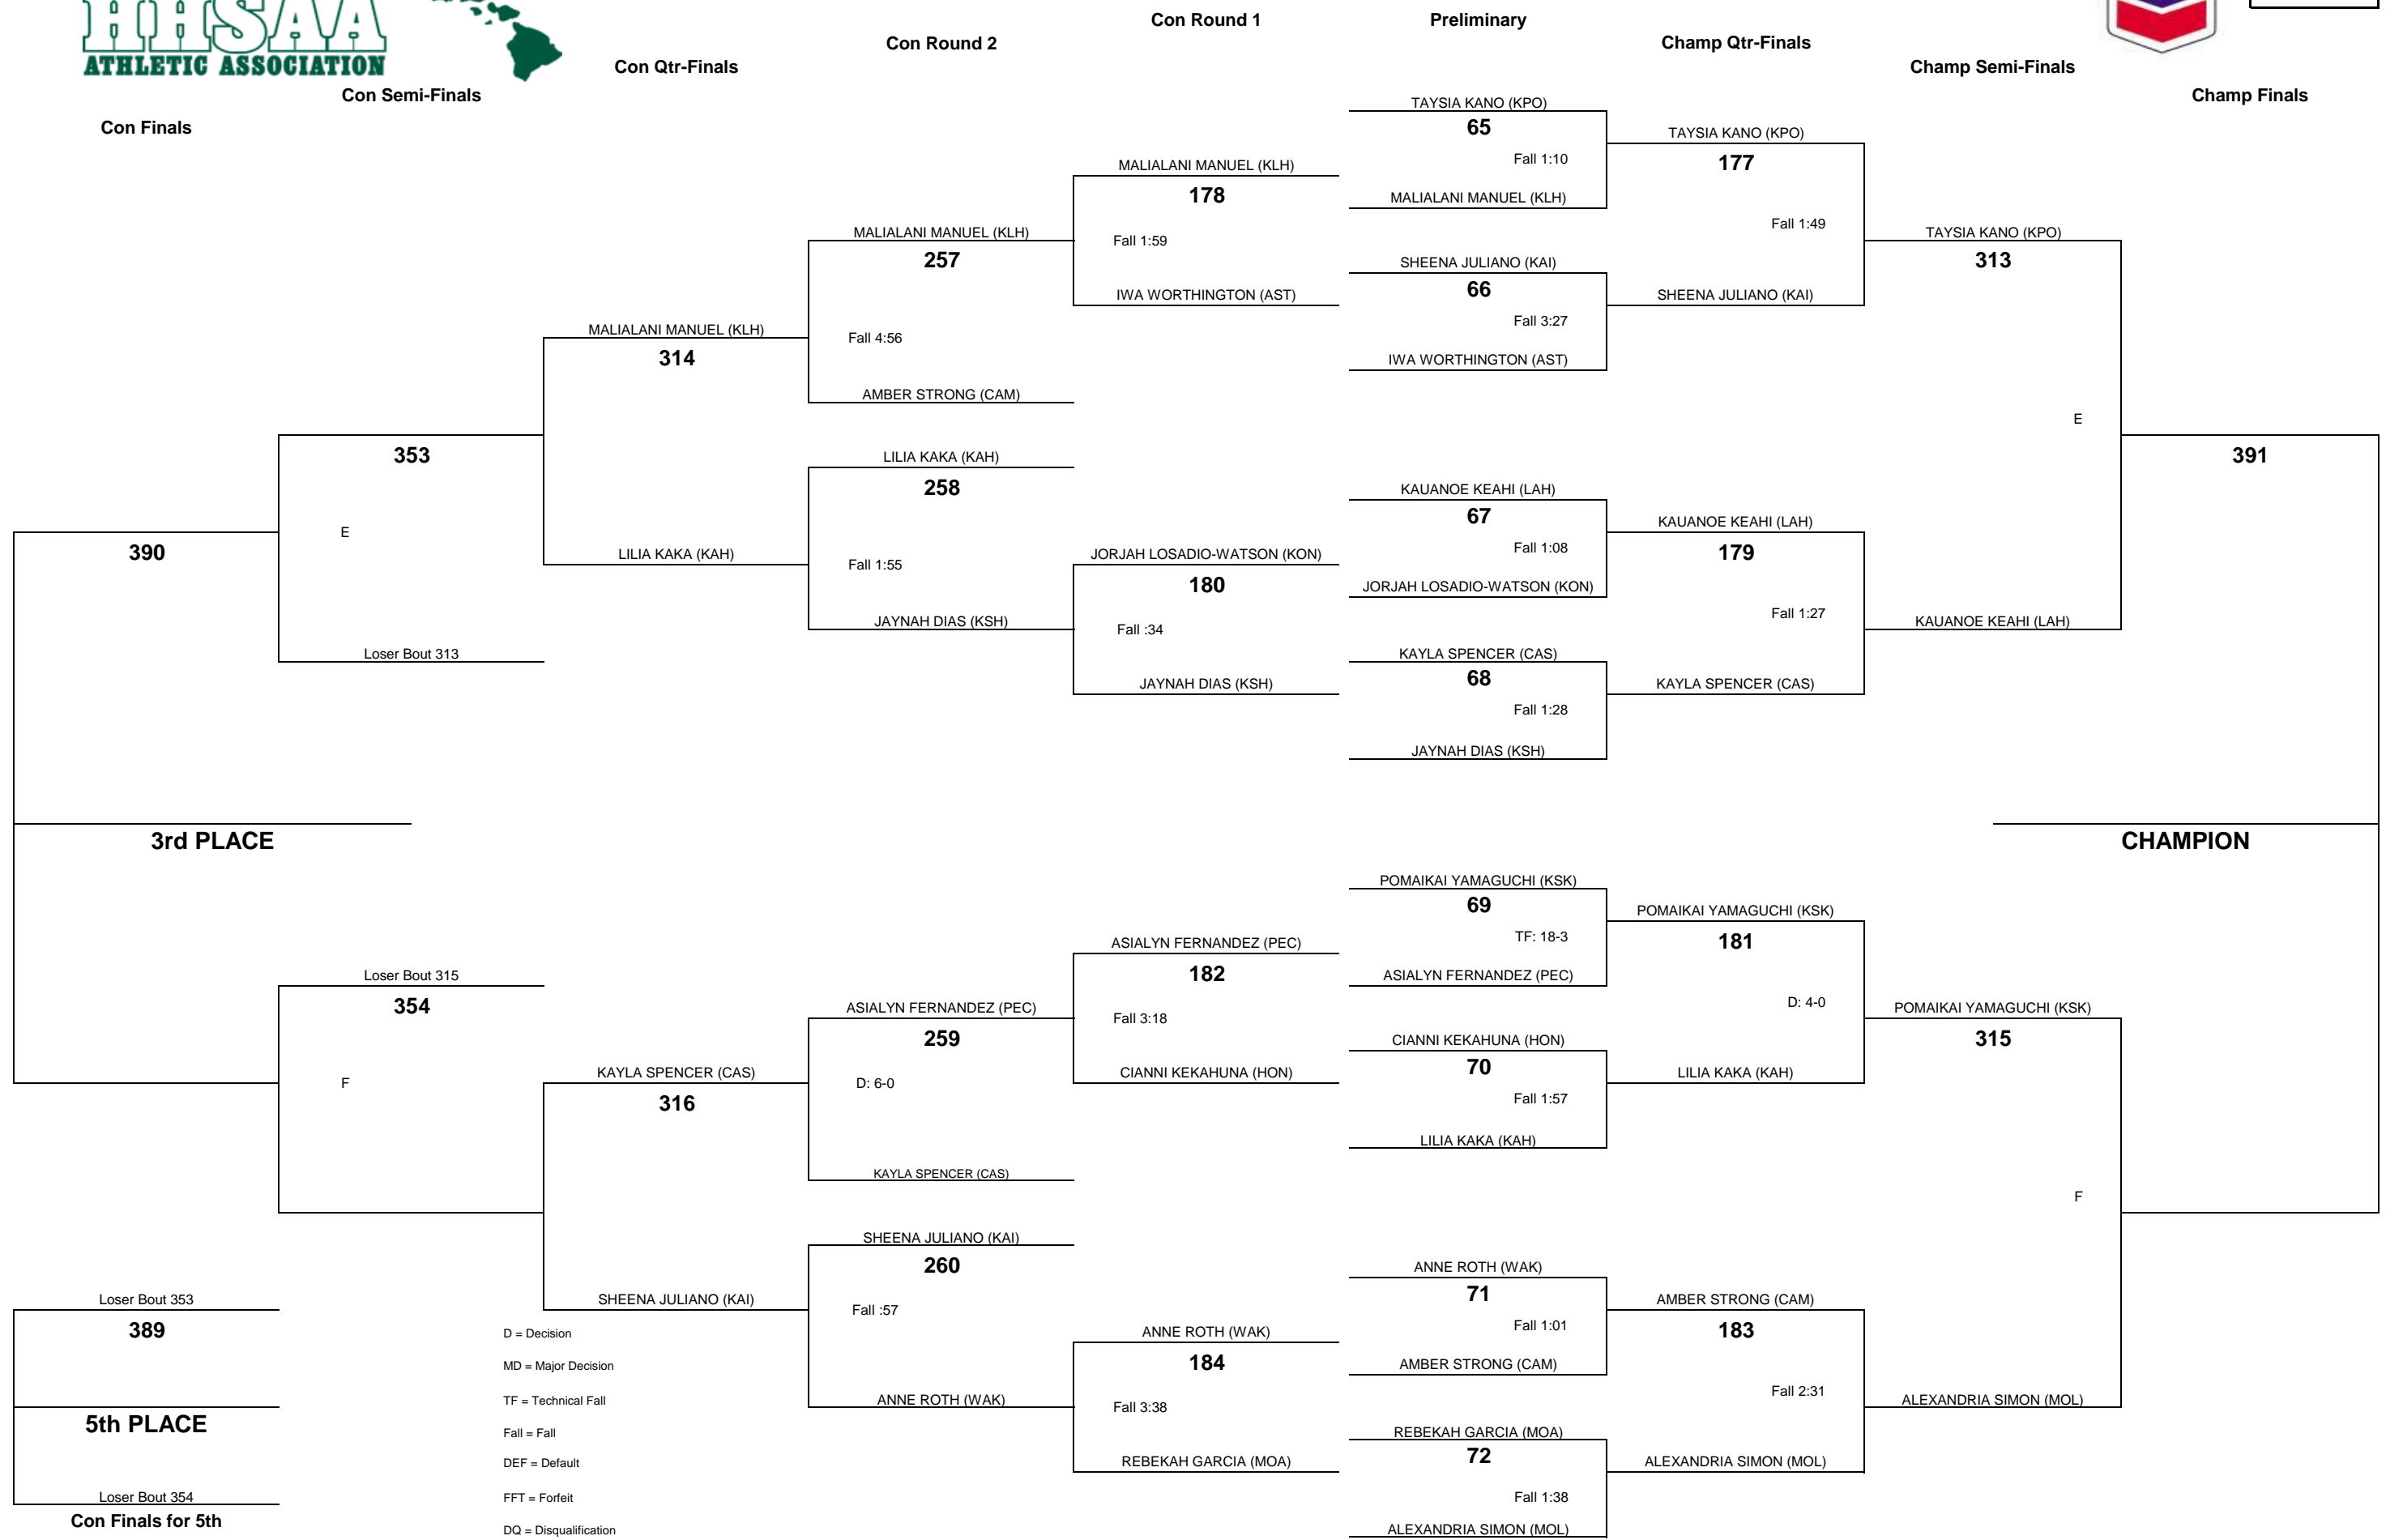 HHSAA
ATHLETIC ASSOCIATION
Con Finals
Con Semi-Finals
Con Qtr-Finals
Con Round 2
Con Round 1
Preliminary
Champ Qtr-Finals
Champ Semi-Finals
Champ Finals
TAYSIA KANO (KPO)
65
Fall 1:10
MALIALANI MANUEL (KLH)
SHEENA JULIANO (KAI)
66
Fall 3:27
IWA WORTHINGTON (AST)
KAUANOE KEAHI (LAH)
67
Fall 1:08
JORJAH LOSADIO-WATSON (KON)
KAYLA SPENCER (CAS)
68
Fall 1:28
JAYNAH DIAS (KSH)
POMAIKAI YAMAGUCHI (KSK)
69
TF: 18-3
ASIALYN FERNANDEZ (PEC)
CIANNI KEKAHUNA (HON)
70
Fall 1:57
LILIA KAKA (KAH)
ANNE ROTH (WAK)
71
Fall 1:01
AMBER STRONG (CAM)
REBEKAH GARCIA (MOA)
72
Fall 1:38
ALEXANDRIA SIMON (MOL)
TAYSIA KANO (KPO)
177
Fall 1:49
SHEENA JULIANO (KAI)
KAUANOE KEAHI (LAH)
179
Fall 1:27
KAYLA SPENCER (CAS)
POMAIKAI YAMAGUCHI (KSK)
181
D: 4-0
LILIA KAKA (KAH)
AMBER STRONG (CAM)
183
Fall 2:31
ALEXANDRIA SIMON (MOL)
TAYSIA KANO (KPO)
313
E
KAUANOE KEAHI (LAH)
POMAIKAI YAMAGUCHI (KSK)
315
F
ALEXANDRIA SIMON (MOL)
391
CHAMPION
MALIALANI MANUEL (KLH)
178
Fall 1:59
IWA WORTHINGTON (AST)
JORJAH LOSADIO-WATSON (KON)
180
Fall :34
JAYNAH DIAS (KSH)
ASIALYN FERNANDEZ (PEC)
182
Fall 3:18
CIANNI KEKAHUNA (HON)
ANNE ROTH (WAK)
184
Fall 3:38
REBEKAH GARCIA (MOA)
MALIALANI MANUEL (KLH)
257
Fall 4:56
AMBER STRONG (CAM)
LILIA KAKA (KAH)
258
Fall 1:55
JAYNAH DIAS (KSH)
ASIALYN FERNANDEZ (PEC)
259
D: 6-0
KAYLA SPENCER (CAS)
SHEENA JULIANO (KAI)
260
Fall :57
ANNE ROTH (WAK)
MALIALANI MANUEL (KLH)
314
LILIA KAKA (KAH)
KAYLA SPENCER (CAS)
316
SHEENA JULIANO (KAI)
353
E
Loser Bout 313
Loser Bout 315
354
F
390
3rd PLACE
Loser Bout 353
389
5th PLACE
Loser Bout 354
Con Finals for 5th
D = Decision
MD = Major Decision
TF = Technical Fall
Fall = Fall
DEF = Default
FFT = Forfeit
DQ = Disqualification